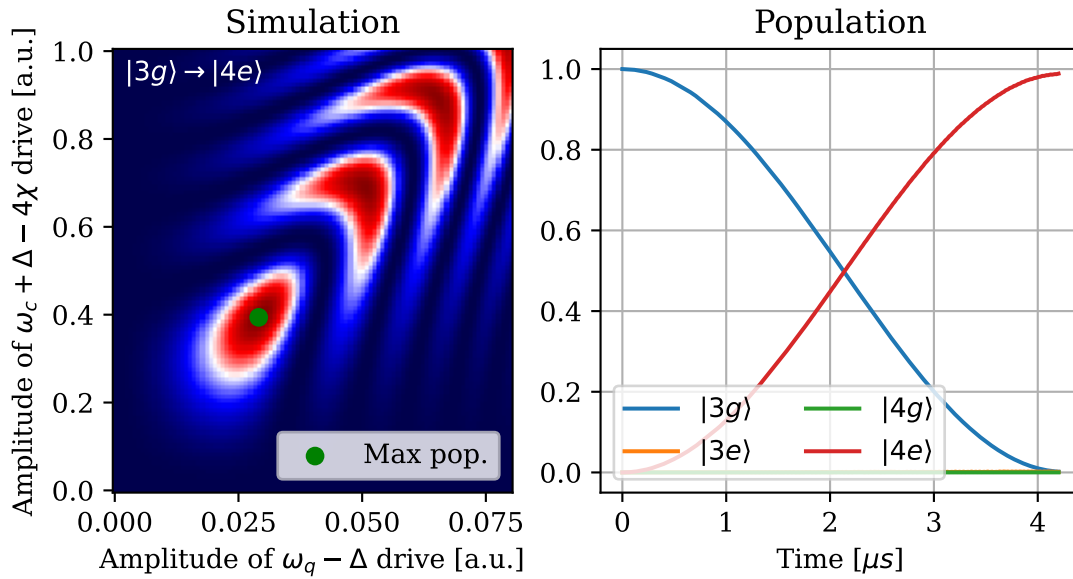 Simulation
|3g⟩ → |4e⟩
Amplitude of ω_c + Δ − 4χ drive [a.u.]
1.0
0.8
0.6
0.4
0.2
0.0
Max pop.
0.000 0.025 0.050 0.075
Amplitude of ω_q − Δ drive [a.u.]
Population
1.0
0.8
0.6
0.4
0.2
0.0
|3g⟩ |4g⟩
|3e⟩ |4e⟩
0 1 2 3 4
Time [μs]